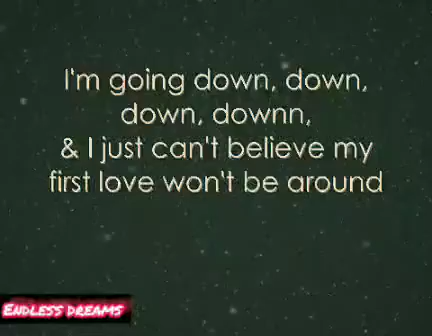 I'm going down, down,
down, downn,
& I just can't believe my
first love won't be around
Endless dreams